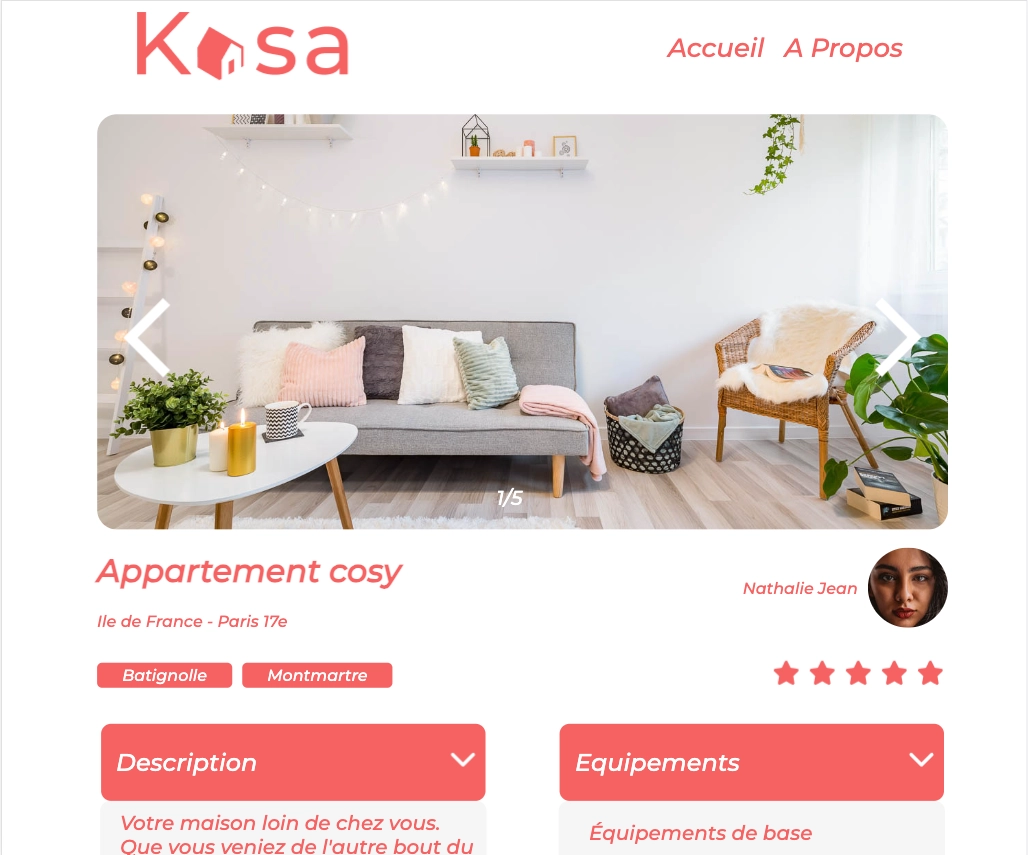 Kasa
Accueil A Propos
1/5
Appartement cosy
Nathalie Jean
Ile de France - Paris 17e
Batignolle Montmartre
Description
Equipements
Votre maison loin de chez vous.
Que vous veniez de l'autre bout du
Équipements de base